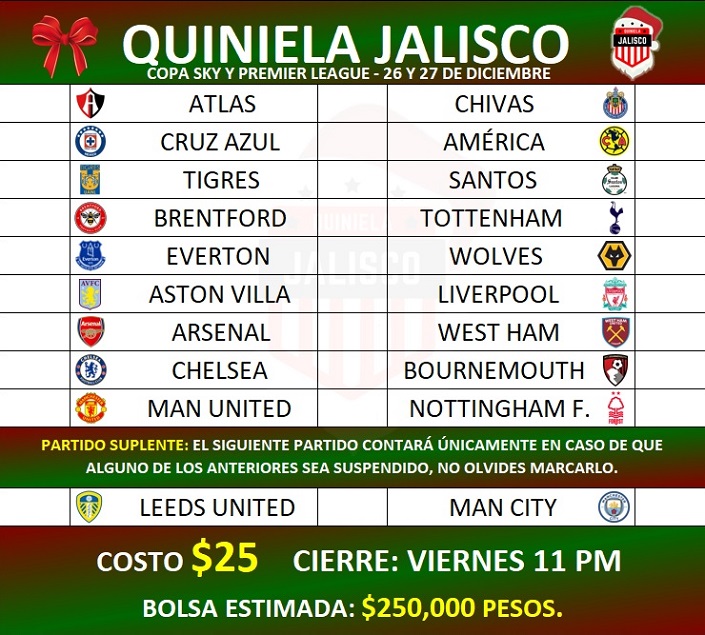 QUINIELA JALISCO
COPA SKY Y PREMIER LEAGUE - 26 Y 27 DE DICIEMBRE
QUINIELA
JALISCO
ATLAS CHIVAS
CRUZ AZUL AMÉRICA
TIGRES SANTOS
BRENTFORD TOTTENHAM
EVERTON WOLVES
ASTON VILLA LIVERPOOL
ARSENAL WEST HAM
CHELSEA BOURNEMOUTH
MAN UNITED NOTTINGHAM F.
QUINIELA
JALISCO
PARTIDO SUPLENTE: EL SIGUIENTE PARTIDO CONTARÁ ÚNICAMENTE EN CASO DE QUE
ALGUNO DE LOS ANTERIORES SEA SUSPENDIDO, NO OLVIDES MARCARLO.
LEEDS UNITED MAN CITY
COSTO $25 CIERRE: VIERNES 11 PM
BOLSA ESTIMADA: $250,000 PESOS.